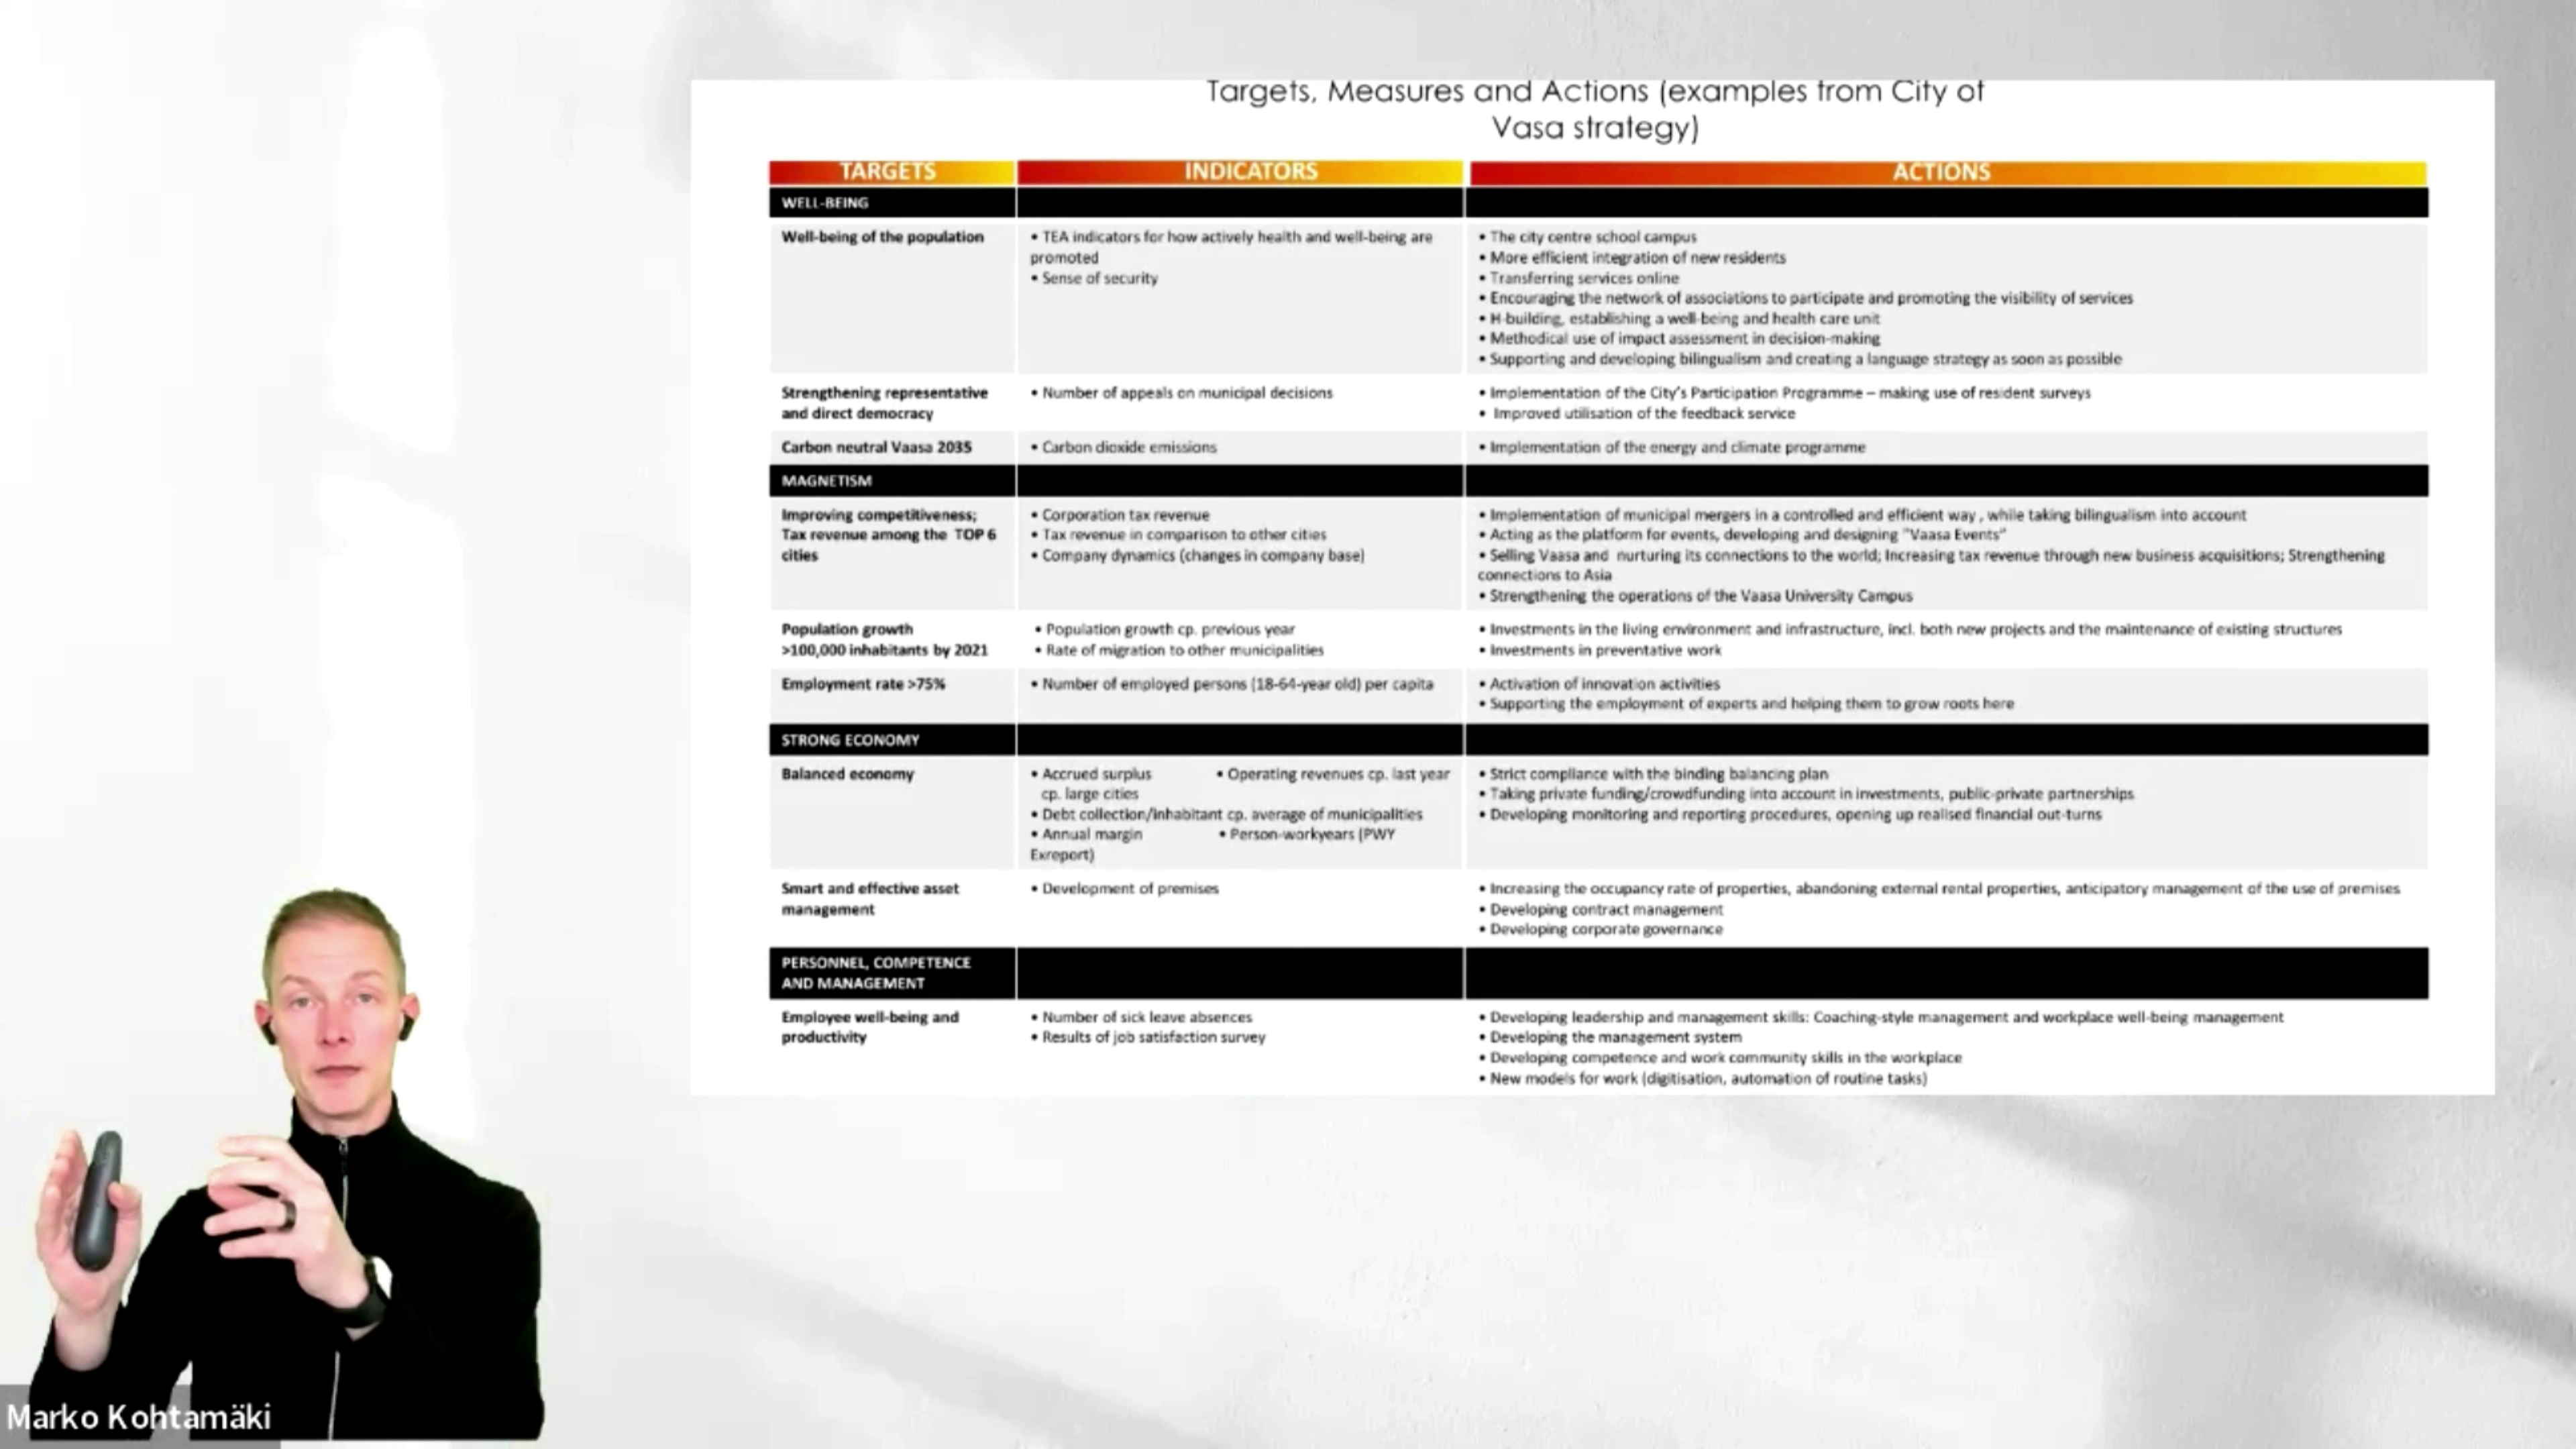 Targets, Measures and Actions (examples from City of
Vasa strategy)
TARGETS
INDICATORS
ACTIONS
WELL-BEING
Well-being of the population
• TEA indicators for how actively health and well-being are
promoted
• Sense of security
• The city centre school campus
• More efficient integration of new residents
• Transferring services online
• Encouraging the network of associations to participate and promoting the visibility of services
• H-building, establishing a well-being and health care unit
• Methodical use of impact assessment in decision-making
• Supporting and developing bilingualism and creating a language strategy as soon as possible
Strengthening representative
and direct democracy
• Number of appeals on municipal decisions
• Implementation of the City's Participation Programme – making use of resident surveys
• Improved utilisation of the feedback service
Carbon neutral Vaasa 2035
• Carbon dioxide emissions
• Implementation of the energy and climate programme
MAGNETISM
Improving competitiveness;
Tax revenue among the TOP 6
cities
• Corporation tax revenue
• Tax revenue in comparison to other cities
• Company dynamics (changes in company base)
• Implementation of municipal mergers in a controlled and efficient way , while taking bilingualism into account
• Acting as the platform for events, developing and designing "Vaasa Events"
• Selling Vaasa and nurturing its connections to the world; Increasing tax revenue through new business acquisitions; Strengthening
connections to Asia
• Strengthening the operations of the Vaasa University Campus
Population growth
>100,000 inhabitants by 2021
• Population growth cp. previous year
• Rate of migration to other municipalities
• Investments in the living environment and infrastructure, incl. both new projects and the maintenance of existing structures
• Investments in preventative work
Employment rate >75%
• Number of employed persons (18-64-year old) per capita
• Activation of innovation activities
• Supporting the employment of experts and helping them to grow roots here
STRONG ECONOMY
Balanced economy
• Accrued surplus • Operating revenues cp. last year
cp. large cities
• Debt collection/inhabitant cp. average of municipalities
• Annual margin • Person-workyears (PWY
Exreport)
• Strict compliance with the binding balancing plan
• Taking private funding/crowdfunding into account in investments, public-private partnerships
• Developing monitoring and reporting procedures, opening up realised financial out-turns
Smart and effective asset
management
• Development of premises
• Increasing the occupancy rate of properties, abandoning external rental properties, anticipatory management of the use of premises
• Developing contract management
• Developing corporate governance
PERSONNEL, COMPETENCE
AND MANAGEMENT
Employee well-being and
productivity
• Number of sick leave absences
• Results of job satisfaction survey
• Developing leadership and management skills: Coaching-style management and workplace well-being management
• Developing the management system
• Developing competence and work community skills in the workplace
• New models for work (digitisation, automation of routine tasks)
Marko Kohtamäki